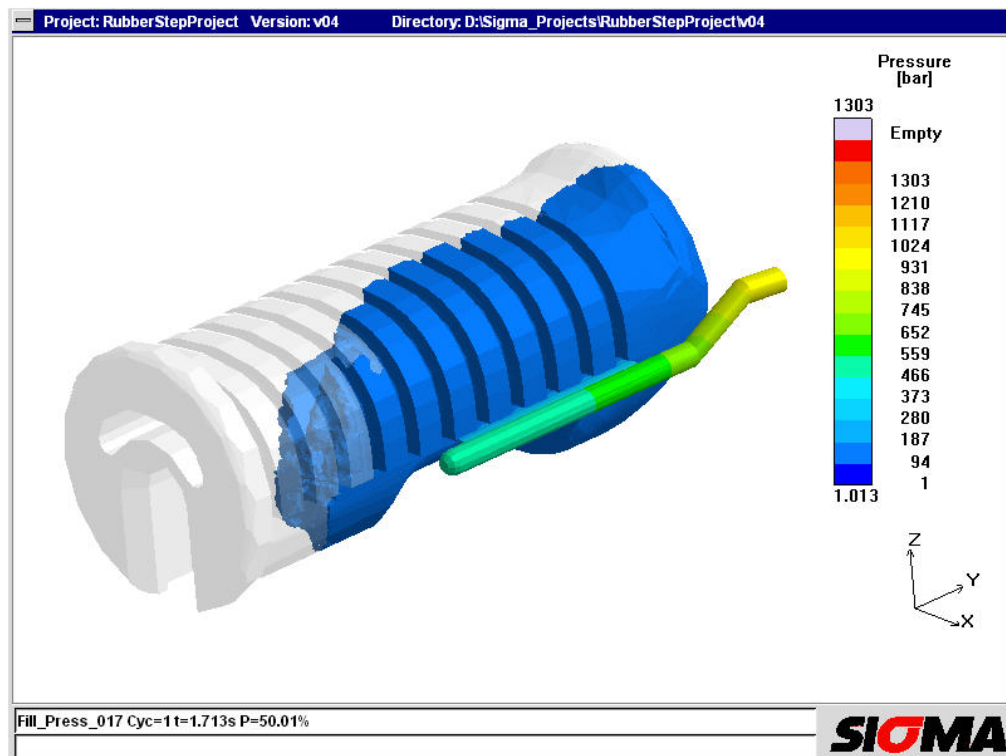 Project: RubberStepProject Version: v04 Directory: D:\Sigma_Projects\RubberStepProject\v04
Pressure
[bar]
1303
Empty
1303
1210
1117
1024
931
838
745
652
559
466
373
280
187
94
1
1.013
Z
Y
X
Fill_Press_017 Cyc=1 t=1.713s P=50.01%
SIGMA